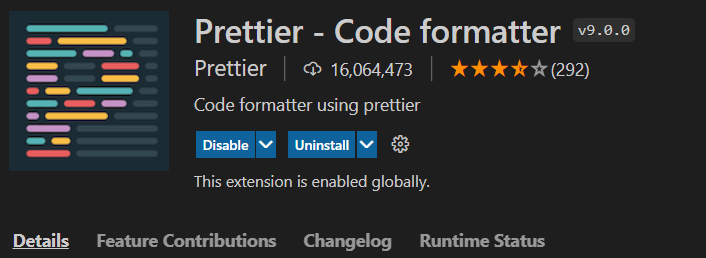 Prettier - Code formatter v9.0.0
Prettier 16,064,473 (292)
Code formatter using prettier
Disable Uninstall
This extension is enabled globally.
Details Feature Contributions Changelog Runtime Status